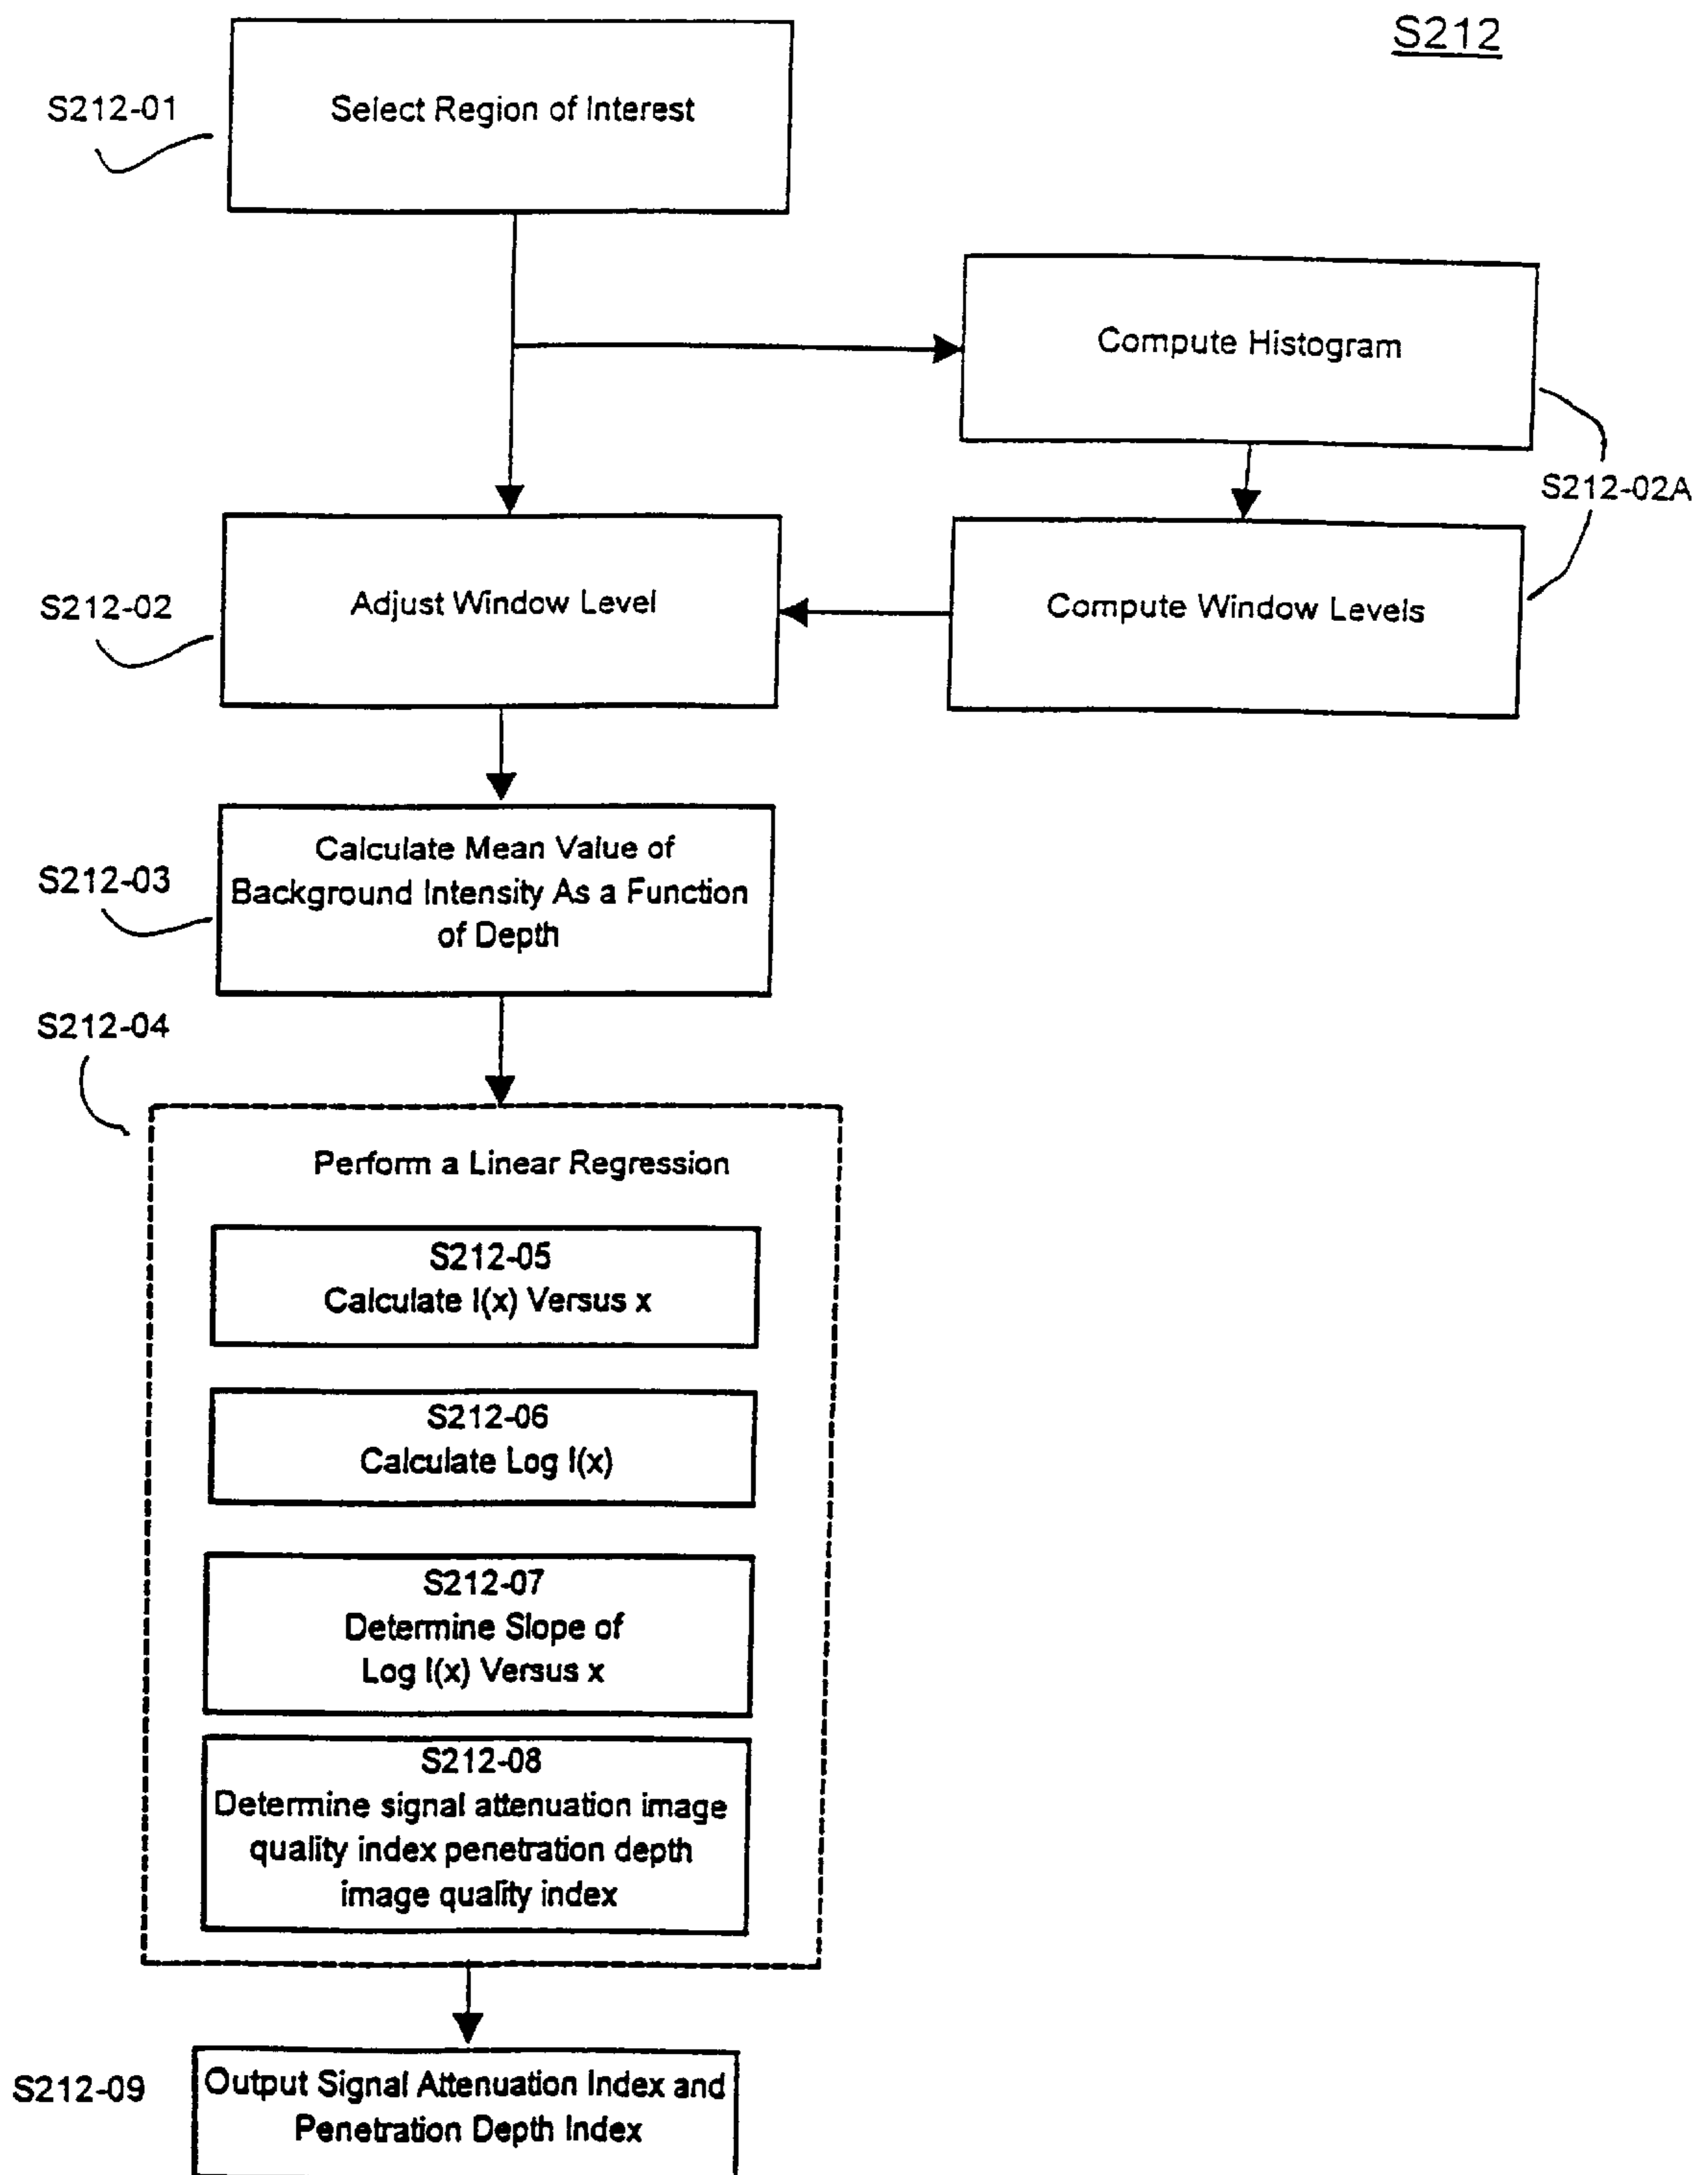 S212
S212-01
Select Region of Interest
Compute Histogram
S212-02A
S212-02
Adjust Window Level
Compute Window Levels
S212-03
Calculate Mean Value of
Background Intensity As a Function
of Depth
S212-04
Perform a Linear Regression
S212-05
Calculate I(x) Versus x
S212-06
Calculate Log I(x)
S212-07
Determine Slope of
Log I(x) Versus x
S212-08
Determine signal attenuation image
quality index penetration depth
image quality index
S212-09
Output Signal Attenuation Index and
Penetration Depth Index